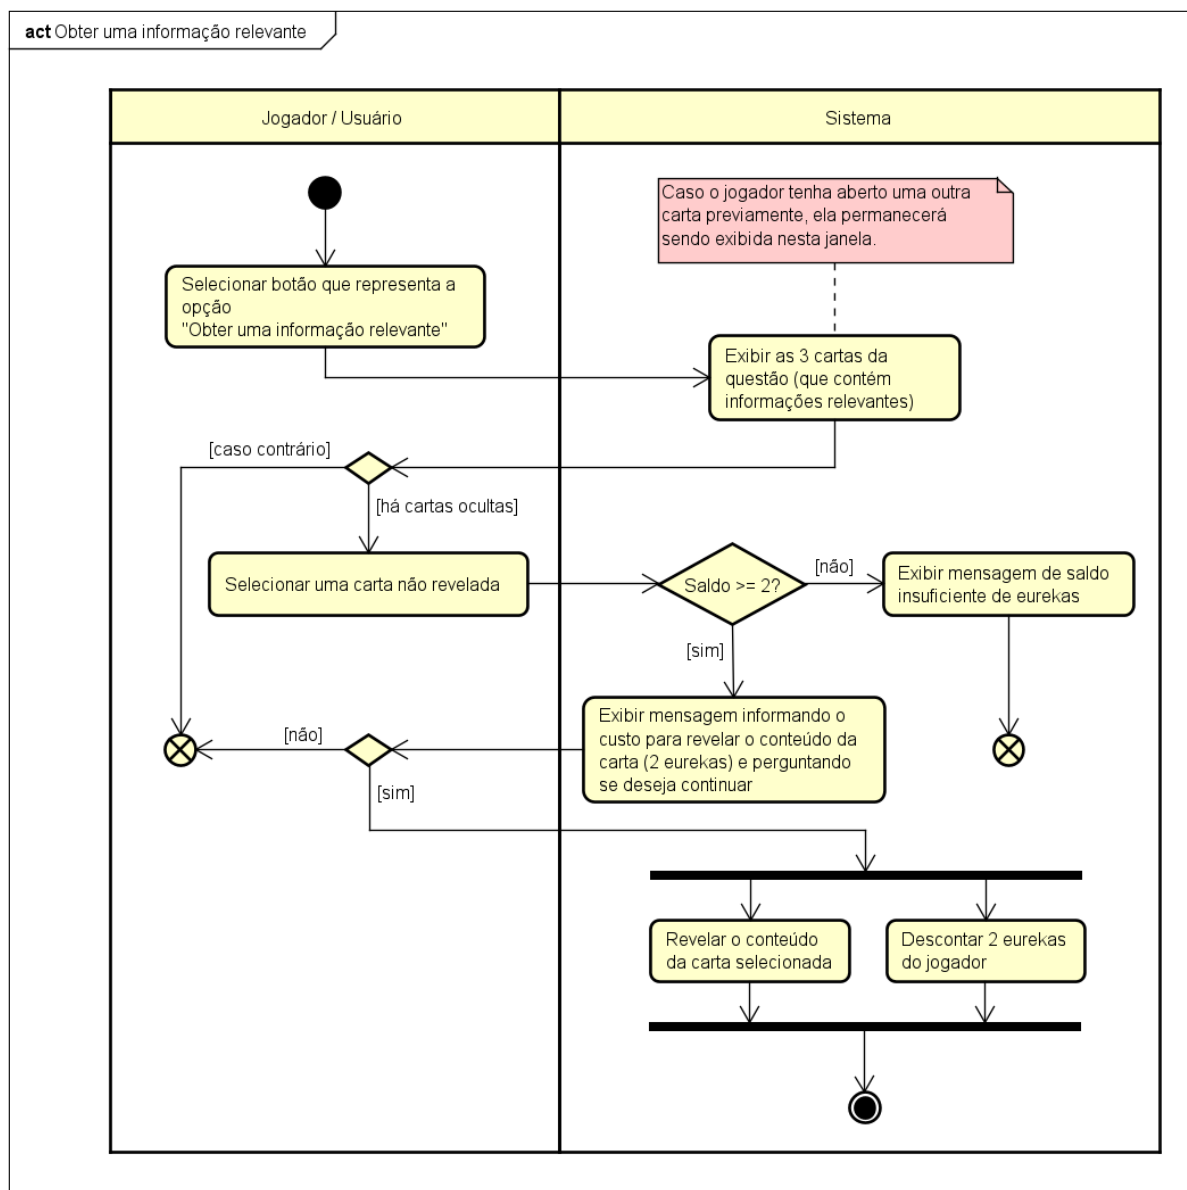 act Obter uma informação relevante
Jogador / Usuário
Sistema
Caso o jogador tenha aberto uma outra
carta previamente, ela permanecerá
sendo exibida nesta janela.
Selecionar botão que representa a
opção
"Obter uma informação relevante"
Exibir as 3 cartas da
questão (que contém
informações relevantes)
[caso contrário]
[há cartas ocultas]
Selecionar uma carta não revelada
Saldo >= 2?
[não]
Exibir mensagem de saldo
insuficiente de eurekas
[sim]
Exibir mensagem informando o
custo para revelar o conteúdo da
carta (2 eurekas) e perguntando
se deseja continuar
[não]
[sim]
Revelar o conteúdo
da carta selecionada
Descontar 2 eurekas
do jogador